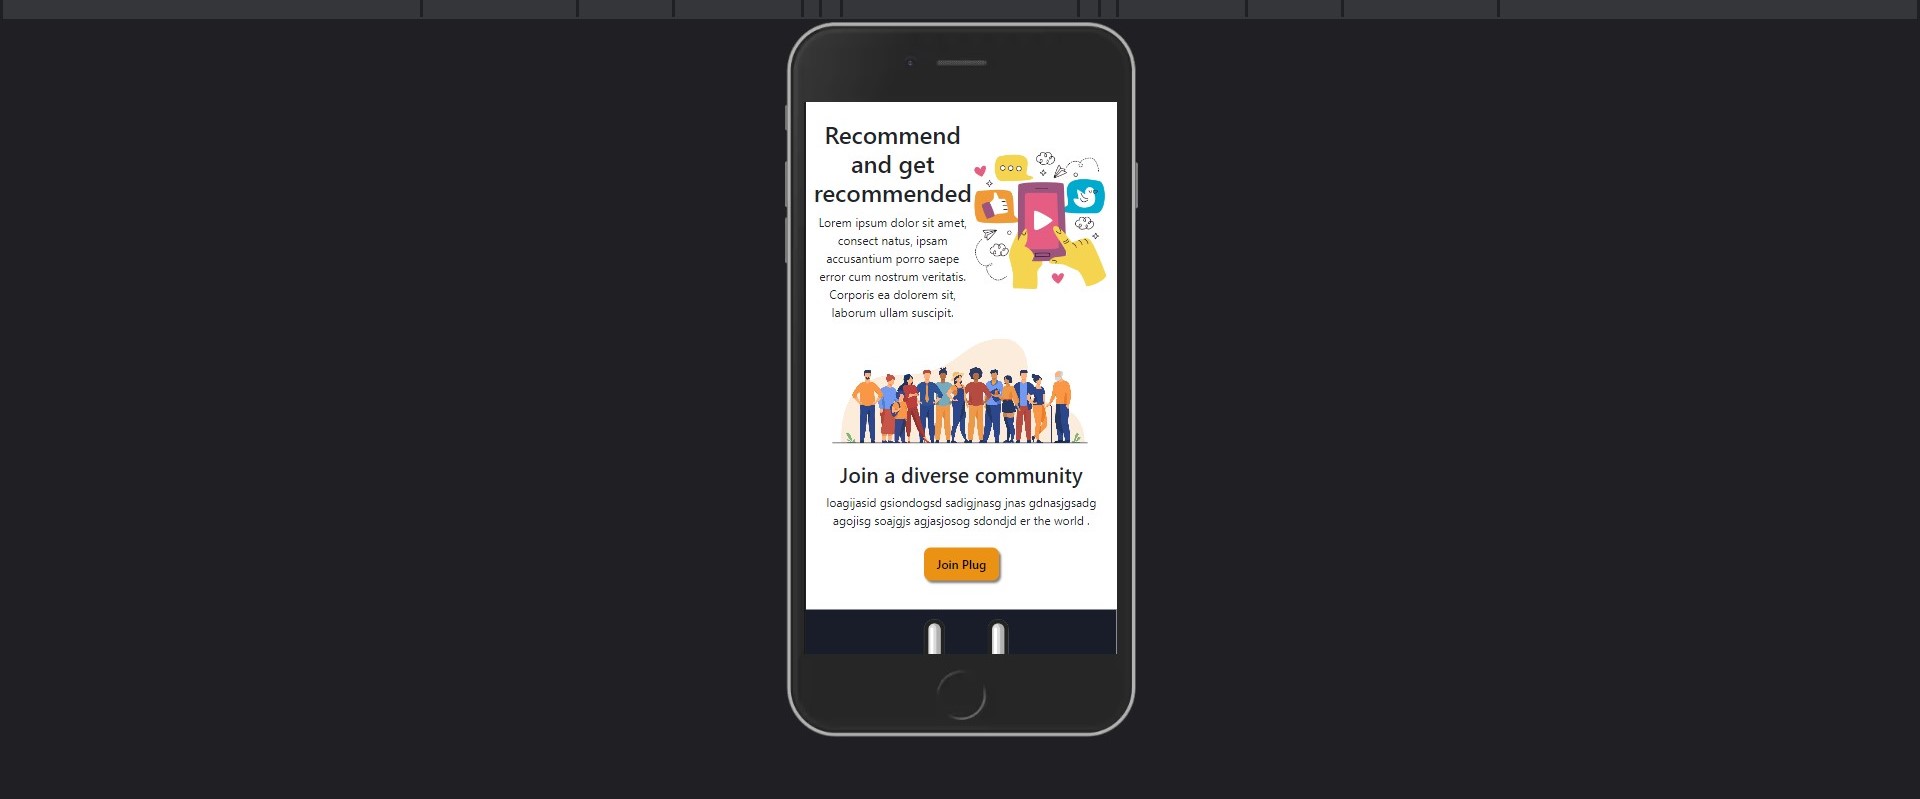 Recommend
and get
recommended
Lorem ipsum dolor sit amet,
consect natus, ipsam
accusantium porro saepe
error cum nostrum veritatis.
Corporis ea dolorem sit,
laborum ullam suscipit.
Join a diverse community
loagijasid gsiondogsd sadigjnasg jnas gdnasjgsadg
agojisg soajgjs agjasjosog sdondjd er the world .
Join Plug